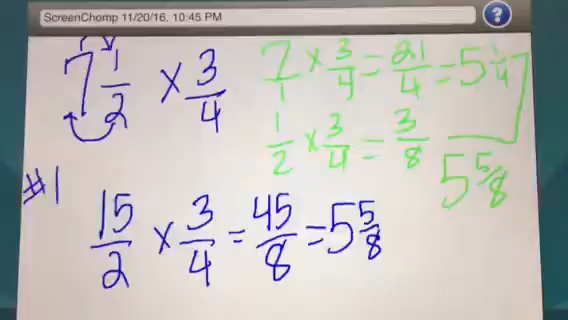 ScreenChomp 11/20/16, 10:45 PM
?
7 1/2 × 3/4
7/1 × 3/4 = 21/4 = 5 1/4
1/2 × 3/4 = 3/8
5 5/8
#1
15/2 × 3/4 = 45/8 = 5 5/8